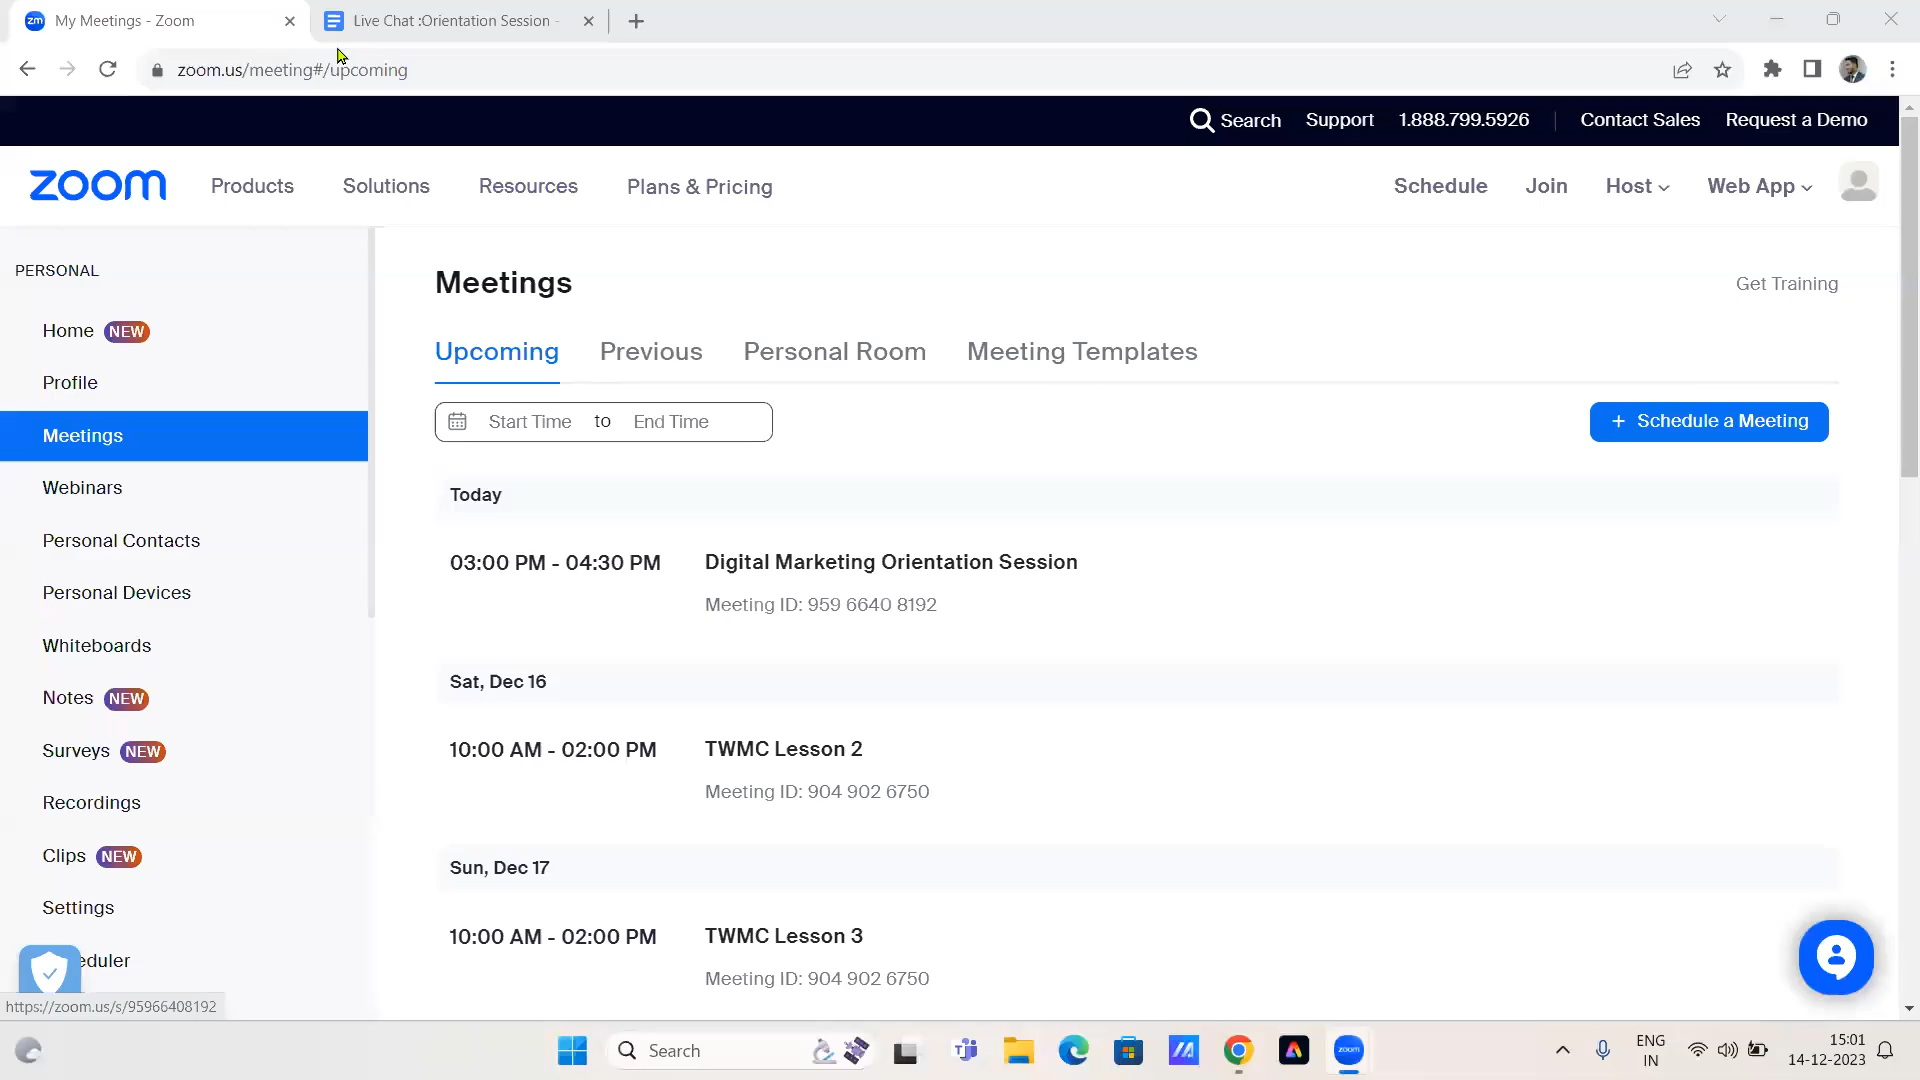 My Meetings - Zoom
Live Chat :Orientation Session -
zoom.us/meeting#/upcoming
Search
Support
1.888.799.5926
Contact Sales
Request a Demo
zoom
Products
Solutions
Resources
Plans & Pricing
Schedule
Join
Host
Web App
PERSONAL
Home NEW
Profile
Meetings
Webinars
Personal Contacts
Personal Devices
Whiteboards
Notes NEW
Surveys NEW
Recordings
Clips NEW
Settings
eduler
https://zoom.us/s/95966408192
Meetings
Get Training
Upcoming
Previous
Personal Room
Meeting Templates
Start Time to End Time
+ Schedule a Meeting
Today
03:00 PM - 04:30 PM
Digital Marketing Orientation Session
Meeting ID: 959 6640 8192
Sat, Dec 16
10:00 AM - 02:00 PM
TWMC Lesson 2
Meeting ID: 904 902 6750
Sun, Dec 17
10:00 AM - 02:00 PM
TWMC Lesson 3
Meeting ID: 904 902 6750
Search
zoom
ENG
IN
15:01
14-12-2023